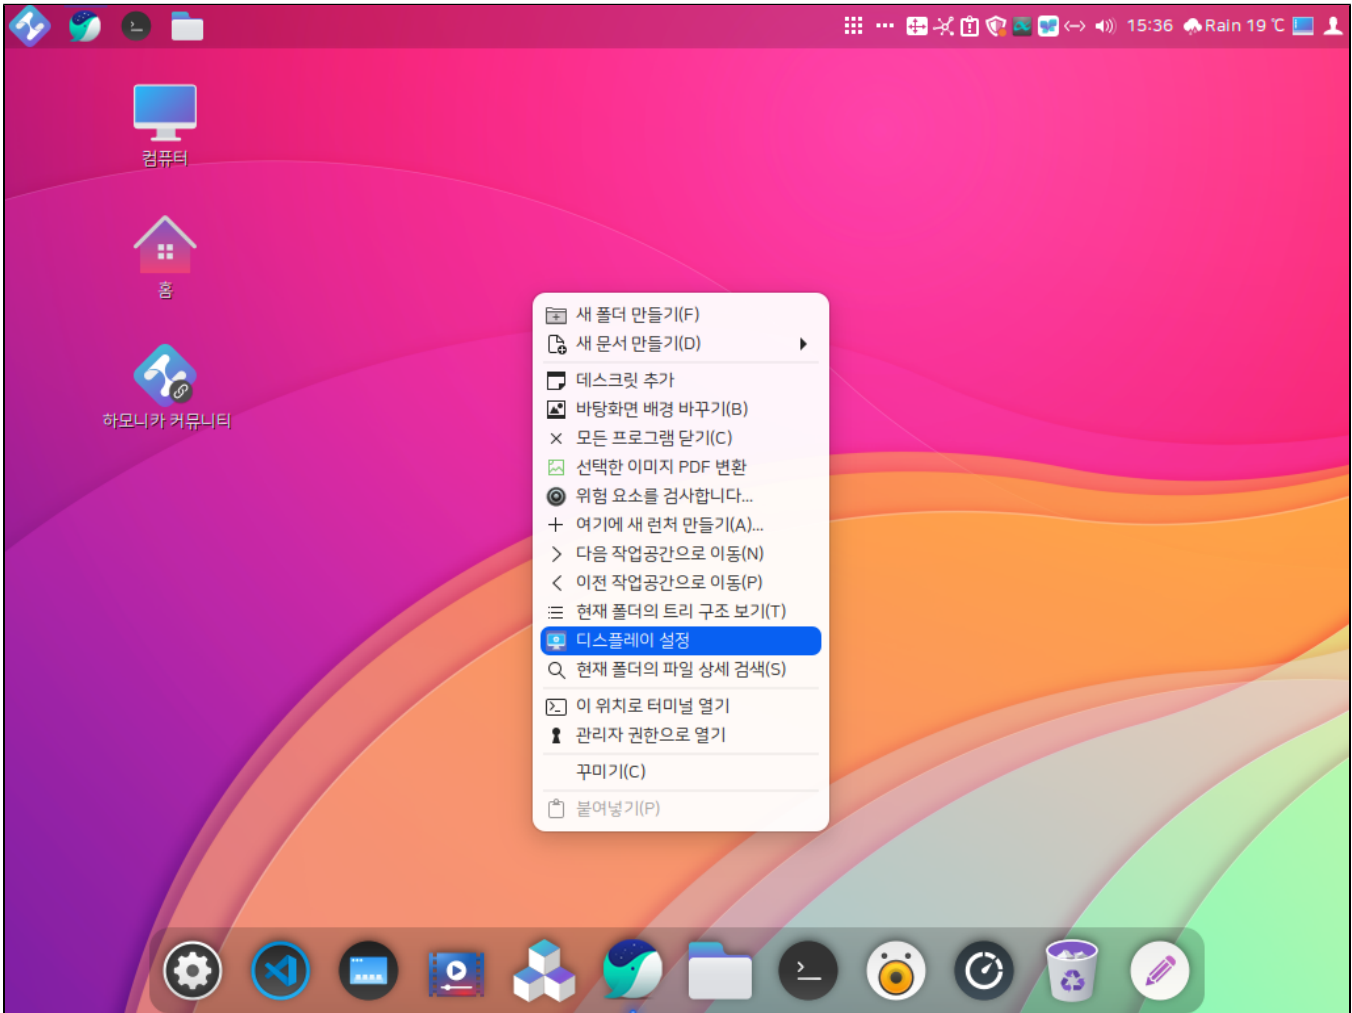 15:36 Rain 19 ℃
컴퓨터
홈
하모니카 커뮤니티
새 폴더 만들기(F)
새 문서 만들기(D)
데스크릿 추가
바탕화면 배경 바꾸기(B)
모든 프로그램 닫기(C)
선택한 이미지 PDF 변환
위험 요소를 검사합니다...
여기에 새 런처 만들기(A)...
다음 작업공간으로 이동(N)
이전 작업공간으로 이동(P)
현재 폴더의 트리 구조 보기(T)
디스플레이 설정
현재 폴더의 파일 상세 검색(S)
이 위치로 터미널 열기
관리자 권한으로 열기
꾸미기(C)
붙여넣기(P)